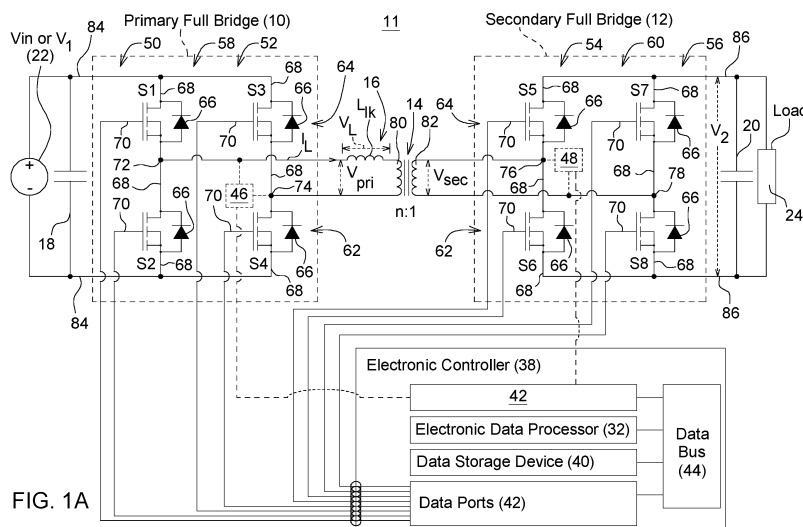 Primary Full Bridge (10)
11
Secondary Full Bridge (12)
Vin or V1
(22)
84
50
58
52
54
60
56
86
S1
68
S3
68
64
16
Llk
14
VL
80
82
64
S5
68
S7
68
Load
66
66
66
66
70
70
70
70
72
IL
76
48
78
V2
20
+
-
68
46
68
74
Vpri
Vsec
n:1
68
68
24
18
70
70
70
70
66
66
66
66
62
62
S2
68
S4
68
S6
68
S8
68
84
86
Electronic Controller (38)
42
Electronic Data Processor (32)
Data Storage Device (40)
Data Ports (42)
Data
Bus
(44)
FIG. 1A